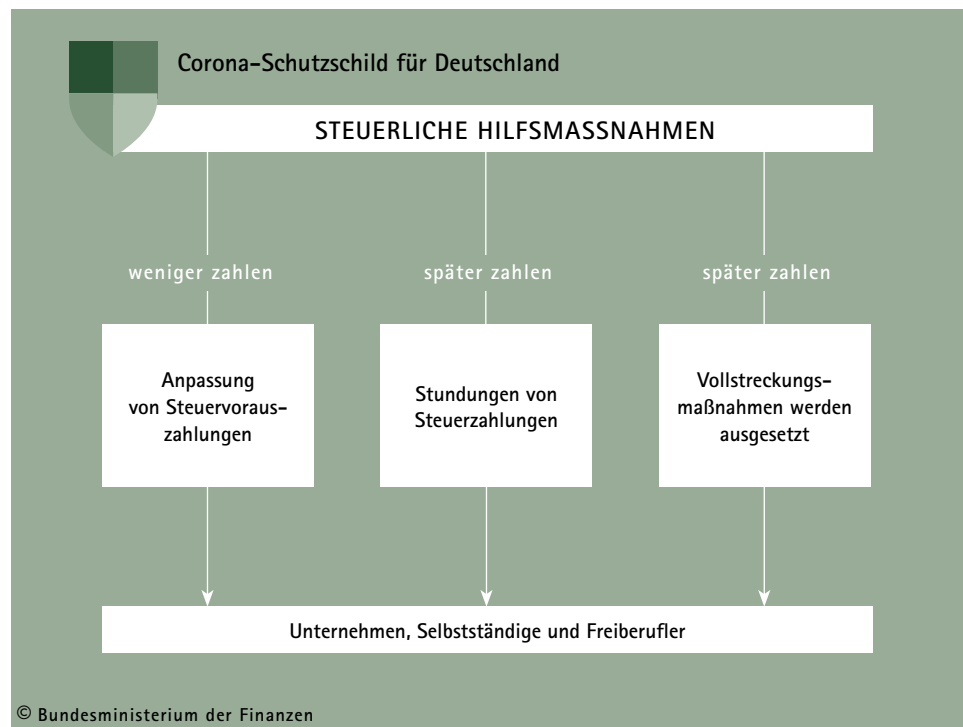 Corona-Schutzschild für Deutschland
STEUERLICHE HILFSMASSNAHMEN
weniger zahlen
später zahlen
später zahlen
Anpassung
von Steuervoraus-
zahlungen
Stundungen von
Steuerzahlungen
Vollstreckungs-
maßnahmen werden
ausgesetzt
Unternehmen, Selbstständige und Freiberufler
© Bundesministerium der Finanzen